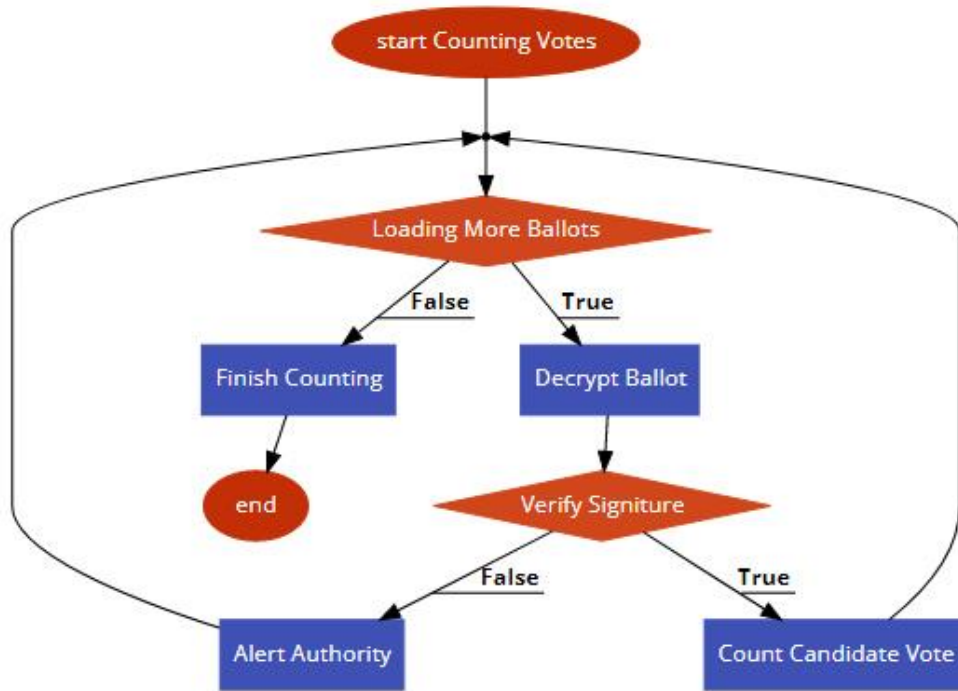 start Counting Votes
Loading More Ballots
False
True
Finish Counting
Decrypt Ballot
end
Verify Signiture
False
True
Alert Authority
Count Candidate Vote